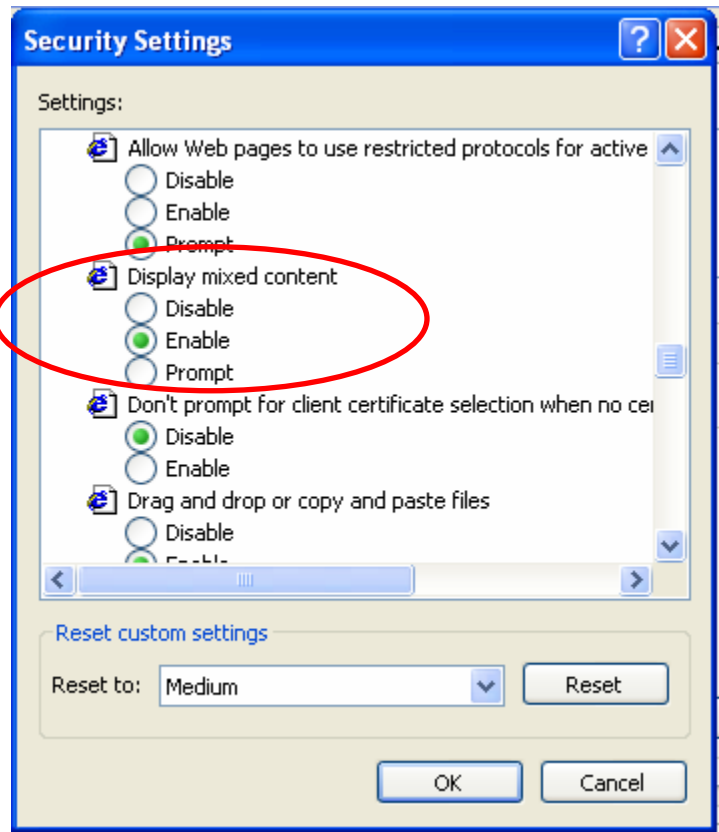 Security Settings
Settings:
Allow Web pages to use restricted protocols for active
Disable
Enable
Prompt
Display mixed content
Disable
Enable
Prompt
Don't prompt for client certificate selection when no cer
Disable
Enable
Drag and drop or copy and paste files
Disable
Enable
Reset custom settings
Reset to: Medium Reset
OK Cancel